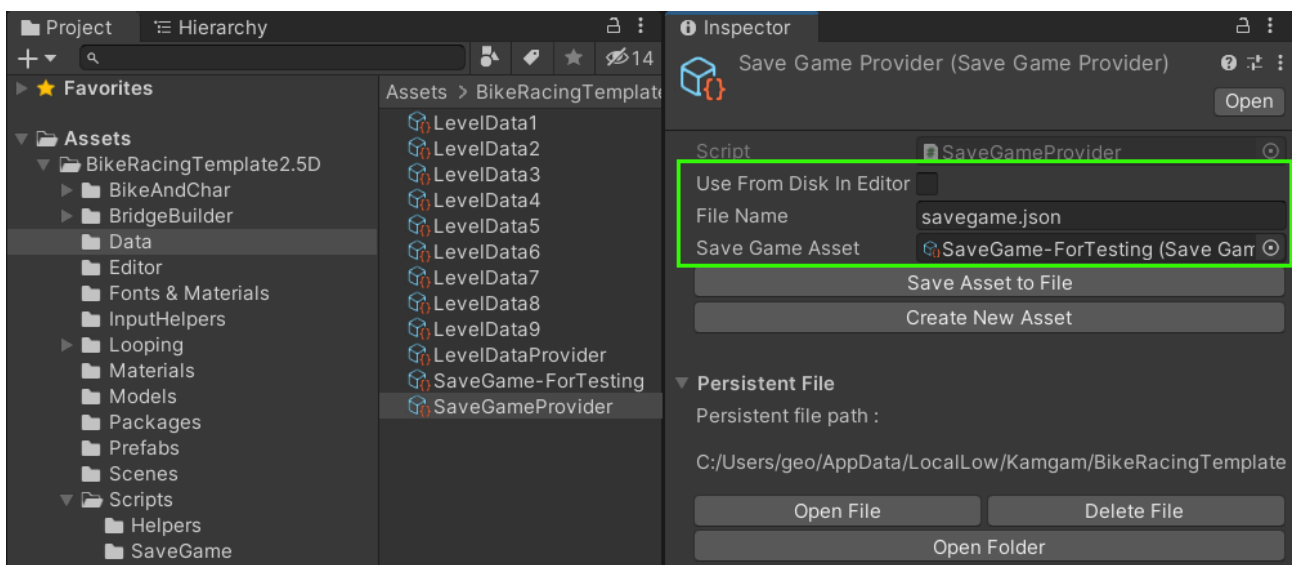 Project
Hierarchy
14
Favorites
Assets
BikeRacingTemplate2.5D
BikeAndChar
BridgeBuilder
Data
Editor
Fonts & Materials
InputHelpers
Looping
Materials
Models
Packages
Prefabs
Scenes
Scripts
Helpers
SaveGame
Assets > BikeRacingTemplate
LevelData1
LevelData2
LevelData3
LevelData4
LevelData5
LevelData6
LevelData7
LevelData8
LevelData9
LevelDataProvider
SaveGame-ForTesting
SaveGameProvider
Inspector
Save Game Provider (Save Game Provider)
Open
Script SaveGameProvider
Use From Disk In Editor
File Name savegame.json
Save Game Asset SaveGame-ForTesting (Save Gam
Save Asset to File
Create New Asset
Persistent File
Persistent file path :
C:/Users/geo/AppData/LocalLow/Kamgam/BikeRacingTemplate
Open File Delete File
Open Folder